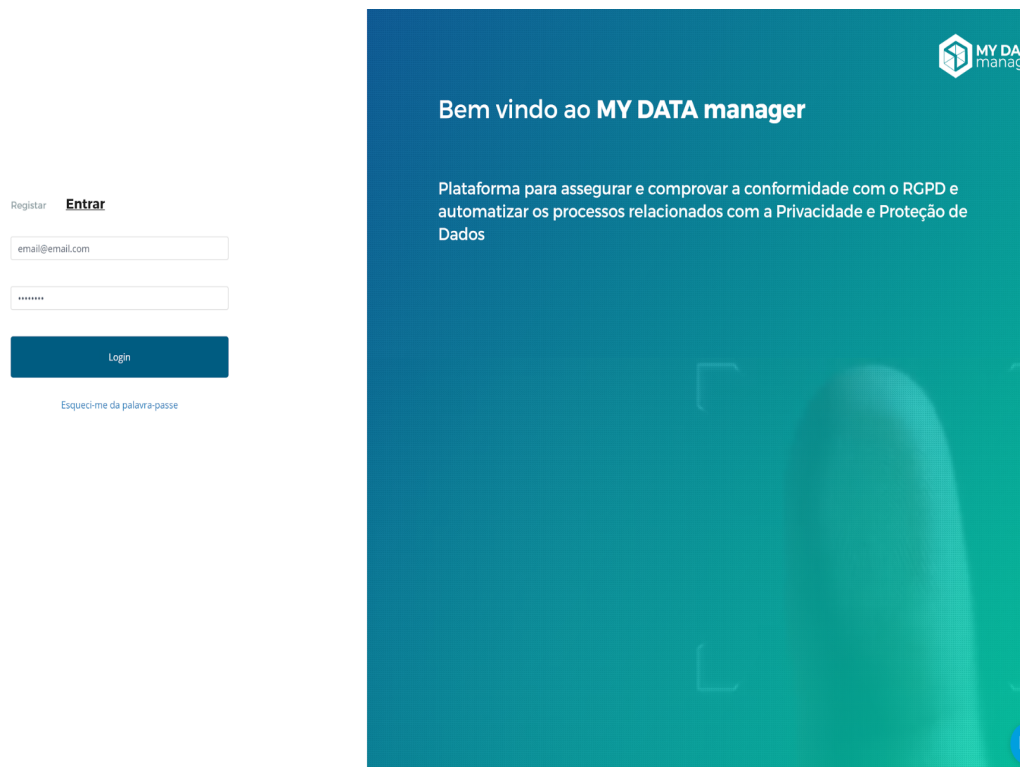 Registar Entrar
email@email.com
Login
Esqueci-me da palavra-passe
MY DA
manag
Bem vindo ao MY DATA manager
Plataforma para assegurar e comprovar a conformidade com o RGPD e
automatizar os processos relacionados com a Privacidade e Proteção de
Dados